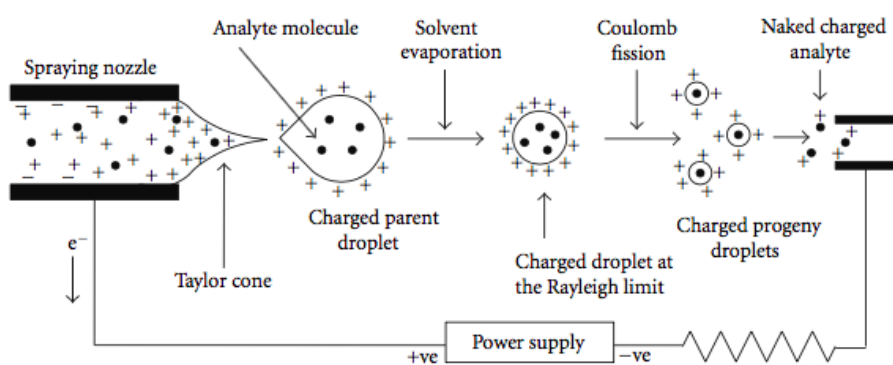 Analyte molecule
Solvent
evaporation
Coulomb
fission
Naked charged
analyte
Spraying nozzle
Charged parent
droplet
Charged progeny
droplets
e⁻
Taylor cone
Charged droplet at
the Rayleigh limit
+ve
Power supply
−ve